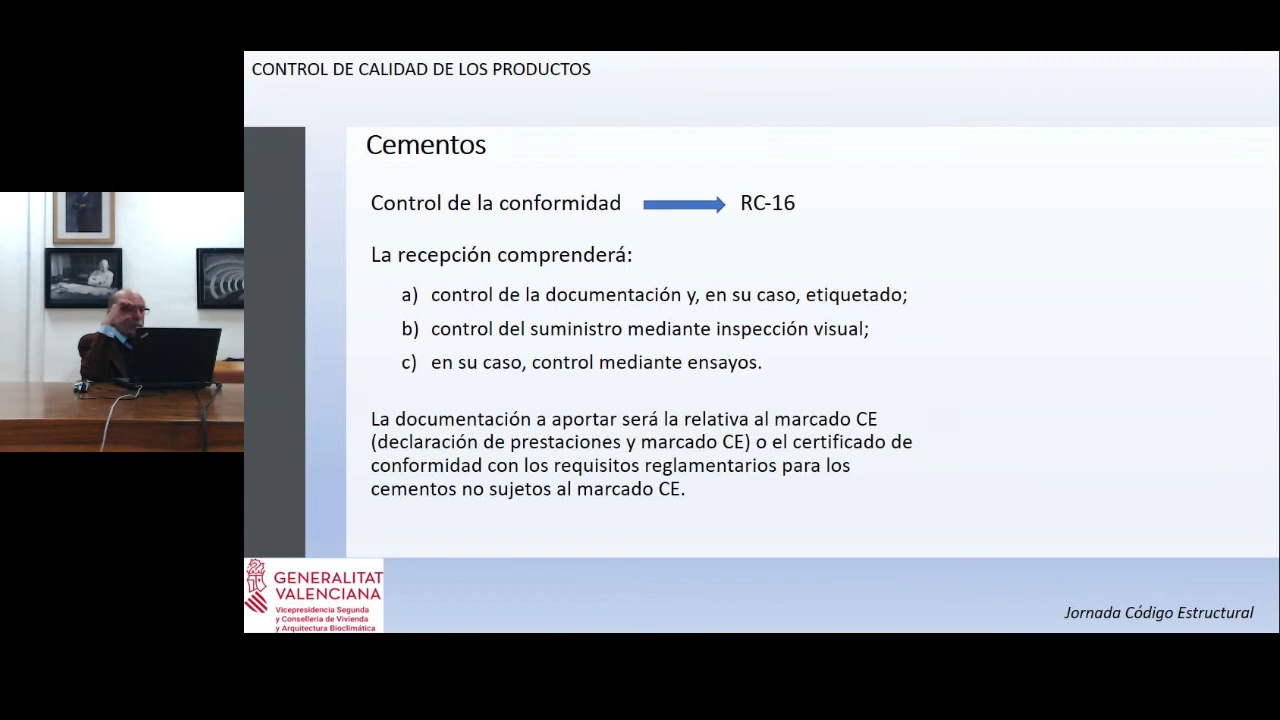 CONTROL DE CALIDAD DE LOS PRODUCTOS
Cementos
Control de la conformidad RC-16
La recepción comprenderá:
a) control de la documentación y, en su caso, etiquetado;
b) control del suministro mediante inspección visual;
c) en su caso, control mediante ensayos.
La documentación a aportar será la relativa al marcado CE
(declaración de prestaciones y marcado CE) o el certificado de
conformidad con los requisitos reglamentarios para los
cementos no sujetos al marcado CE.
GENERALITAT
VALENCIANA
Vicepresidencia Segunda
y Conselleria de Vivienda
y Arquitectura Bioclimática
Jornada Código Estructural